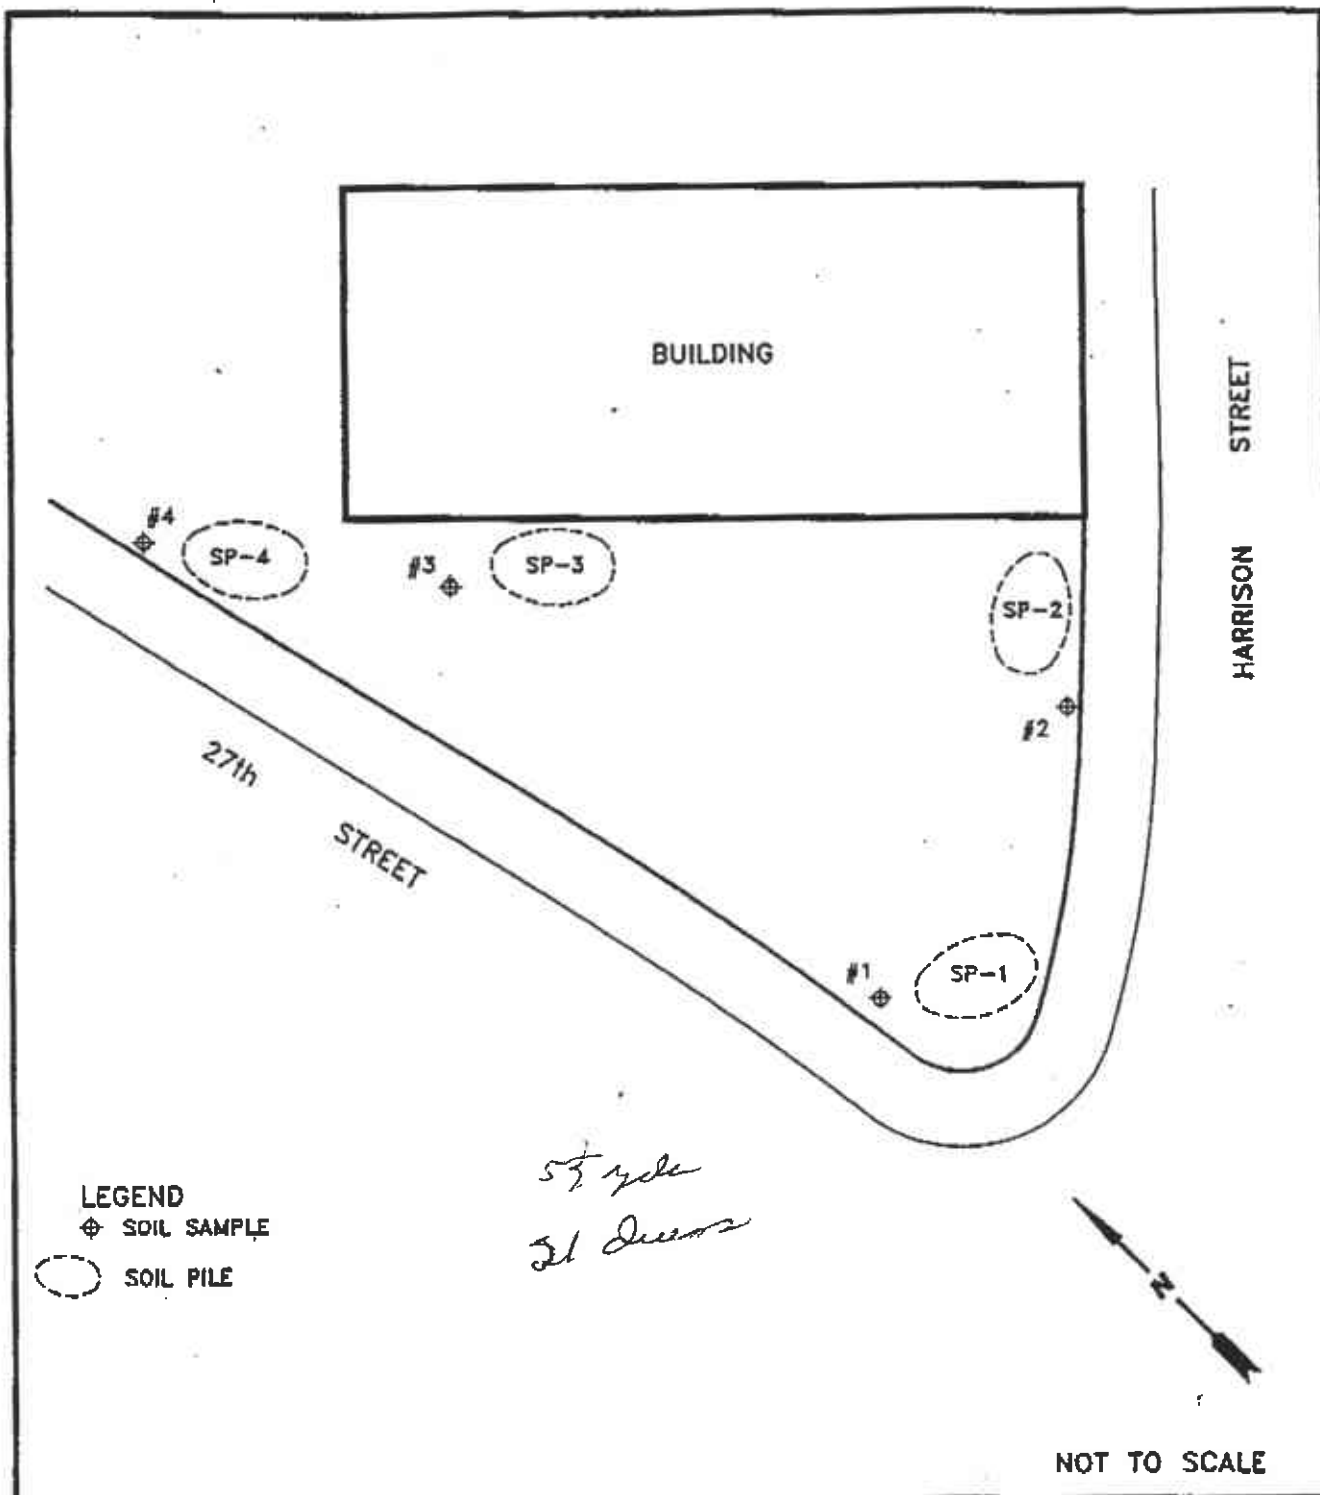 BUILDING
HARRISON STREET
#4
SP-4
#3
SP-3
SP-2
#2
27th STREET
#1
SP-1
LEGEND
SOIL SAMPLE
SOIL PILE
N
NOT TO SCALE